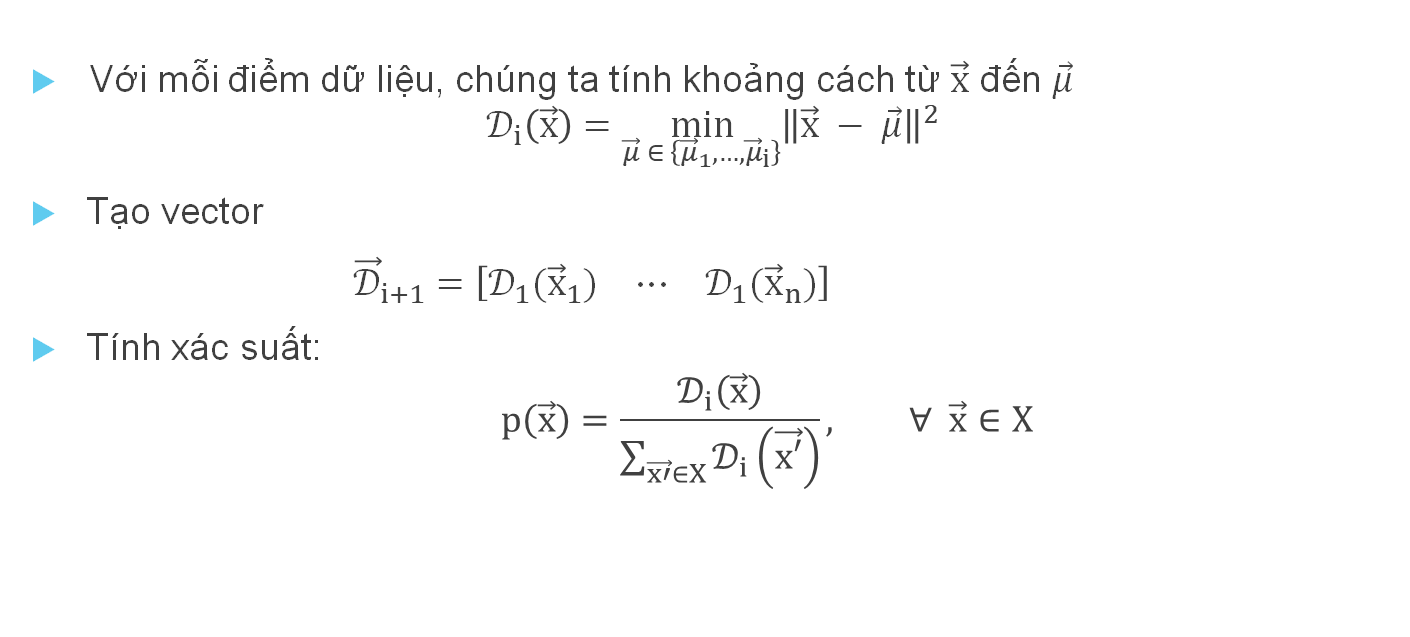 ► Với mỗi điểm dữ liệu, chúng ta tính khoảng cách từ x⃗ đến μ⃗
𝒟ᵢ(x⃗) = min_{μ⃗ ∈ {μ⃗₁,…,μ⃗ᵢ}} ‖x⃗ − μ⃗‖²
► Tạo vector
𝒟⃗ᵢ₊₁ = [𝒟₁(x⃗₁) ⋯ 𝒟₁(x⃗ₙ)]
► Tính xác suất:
p(x⃗) = 𝒟ᵢ(x⃗) / ∑_{x′⃗∈X} 𝒟ᵢ(x′⃗), ∀ x⃗ ∈ X